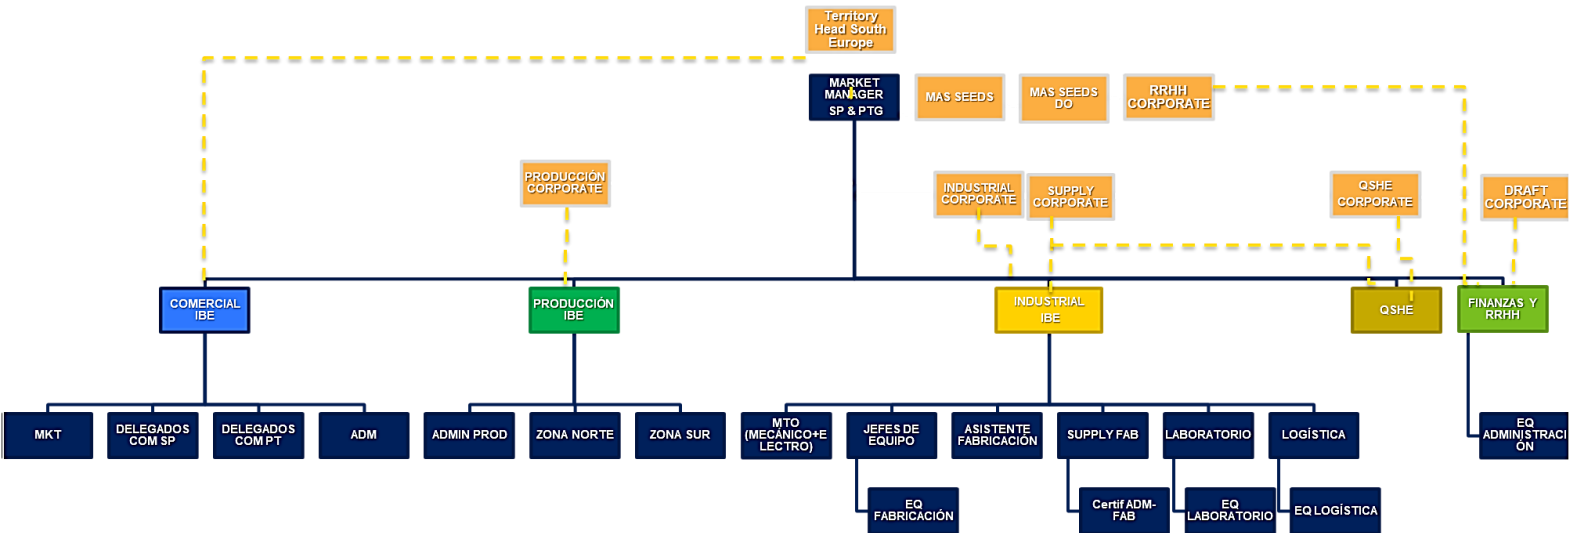 Territory
Head South
Europe
MARKET
MANAGER
SP & PTG
MAS SEEDS
MAS SEEDS
DO
RRHH
CORPORATE
PRODUCCIÓN
CORPORATE
INDUSTRIAL
CORPORATE
SUPPLY
CORPORATE
QSHE
CORPORATE
DRAFT
CORPORATE
COMERCIAL
IBE
PRODUCCIÓN
IBE
INDUSTRIAL
IBE
QSHE
FINANZAS Y
RRHH
MKT
DELEGADOS
COM SP
DELEGADOS
COM PT
ADM
ADMIN PROD
ZONA NORTE
ZONA SUR
MTO
(MECÁNICO+E
LECTRO)
JEFES DE
EQUIPO
ASISTENTE
FABRICACIÓN
SUPPLY FAB
LABORATORIO
LOGÍSTICA
EQ
ADMINISTRACI
ÓN
EQ
FABRICACIÓN
Certif ADM-
FAB
EQ
LABORATORIO
EQ LOGÍSTICA